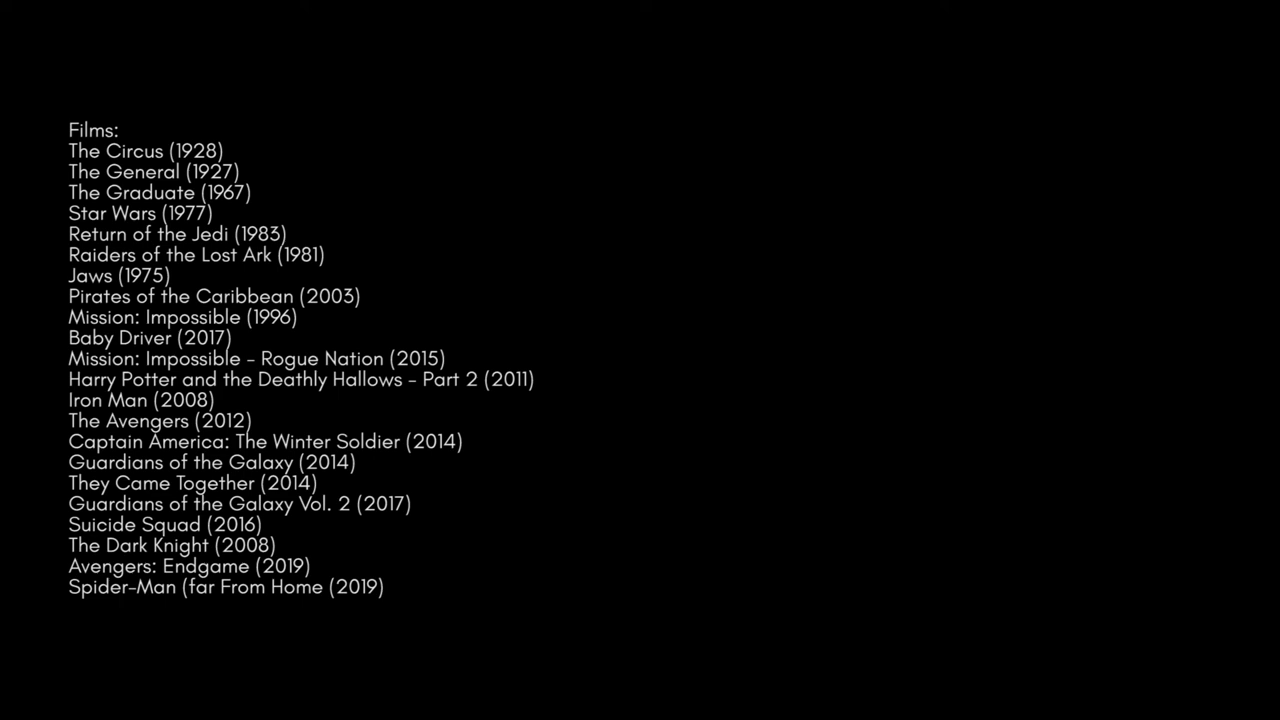 Films:
The Circus (1928)
The General (1927)
The Graduate (1967)
Star Wars (1977)
Return of the Jedi (1983)
Raiders of the Lost Ark (1981)
Jaws (1975)
Pirates of the Caribbean (2003)
Mission: Impossible (1996)
Baby Driver (2017)
Mission: Impossible - Rogue Nation (2015)
Harry Potter and the Deathly Hallows - Part 2 (2011)
Iron Man (2008)
The Avengers (2012)
Captain America: The Winter Soldier (2014)
Guardians of the Galaxy (2014)
They Came Together (2014)
Guardians of the Galaxy Vol. 2 (2017)
Suicide Squad (2016)
The Dark Knight (2008)
Avengers: Endgame (2019)
Spider-Man (far From Home (2019)